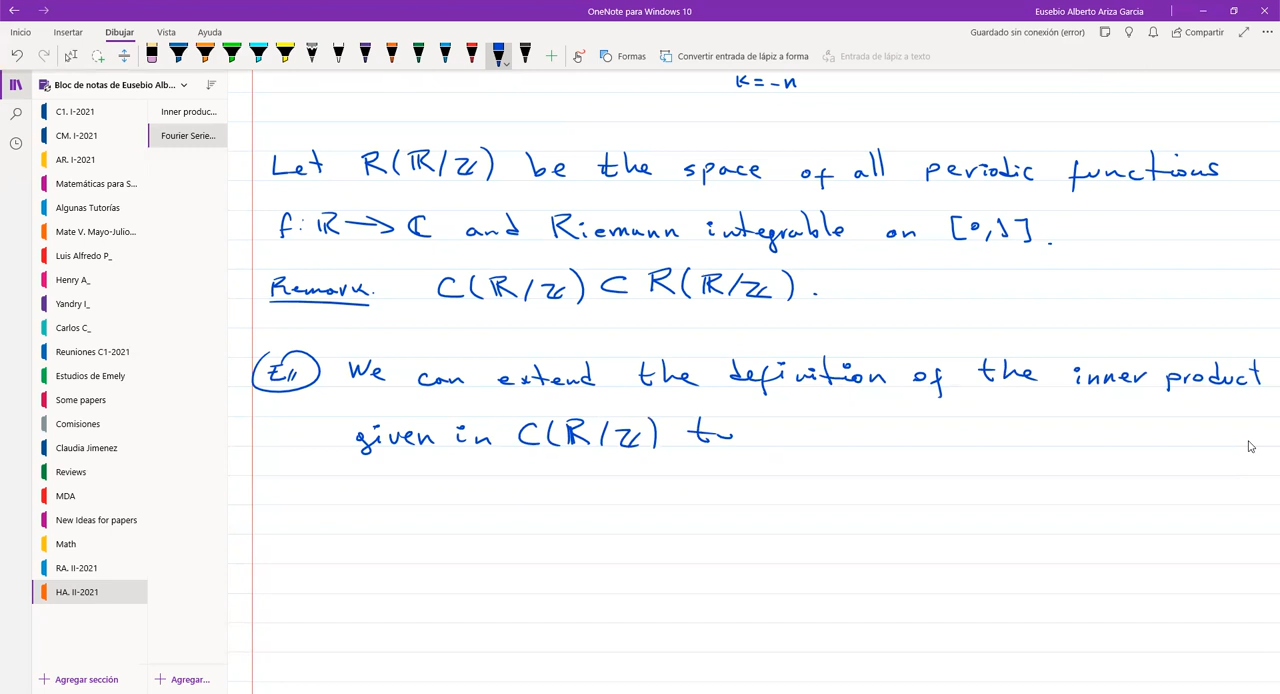 OneNote para Windows 10
Eusebio Alberto Ariza Garcia
Inicio Insertar Dibujar Vista Ayuda
Guardado sin conexión (error) Compartir
Formas Convertir entrada de lápiz a forma Entrada de lápiz a texto
Bloc de notas de Eusebio Alb...
C1. I-2021
CM. I-2021
AR. I-2021
Matemáticas para S...
Algunas Tutorías
Mate V. Mayo-Julio...
Luis Alfredo P_
Henry A_
Yandry I_
Carlos C_
Reuniones C1-2021
Estudios de Emely
Some papers
Comisiones
Claudia Jimenez
Reviews
MDA
New Ideas for papers
Math
RA. II-2021
HA. II-2021
Agregar sección
Inner produc...
Fourier Serie...
Agregar...
k = -n
Let R(ℝ/ℤ) be the space of all periodic functions
f: ℝ → ℂ and Riemann integrable on [0,1].
Remark. C(ℝ/ℤ) ⊂ R(ℝ/ℤ).
E// We can extend the definition of the inner product
given in C(ℝ/ℤ) to